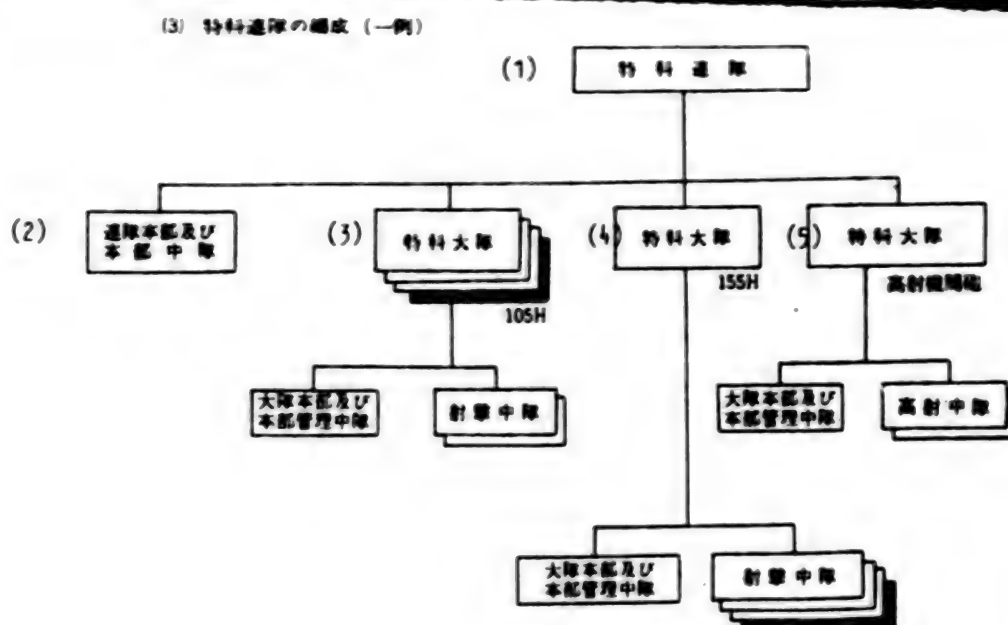 (3) 特科連隊の編成 (一例)
(1) 特科連隊
(2) 連隊本部及び
本部中隊
(3) 特科大隊
105H
(4) 特科大隊
155H
(5) 特科大隊
高射機関砲
大隊本部及び
本部管理中隊
射撃中隊
大隊本部及び
本部管理中隊
高射中隊
大隊本部及び
本部管理中隊
射撃中隊